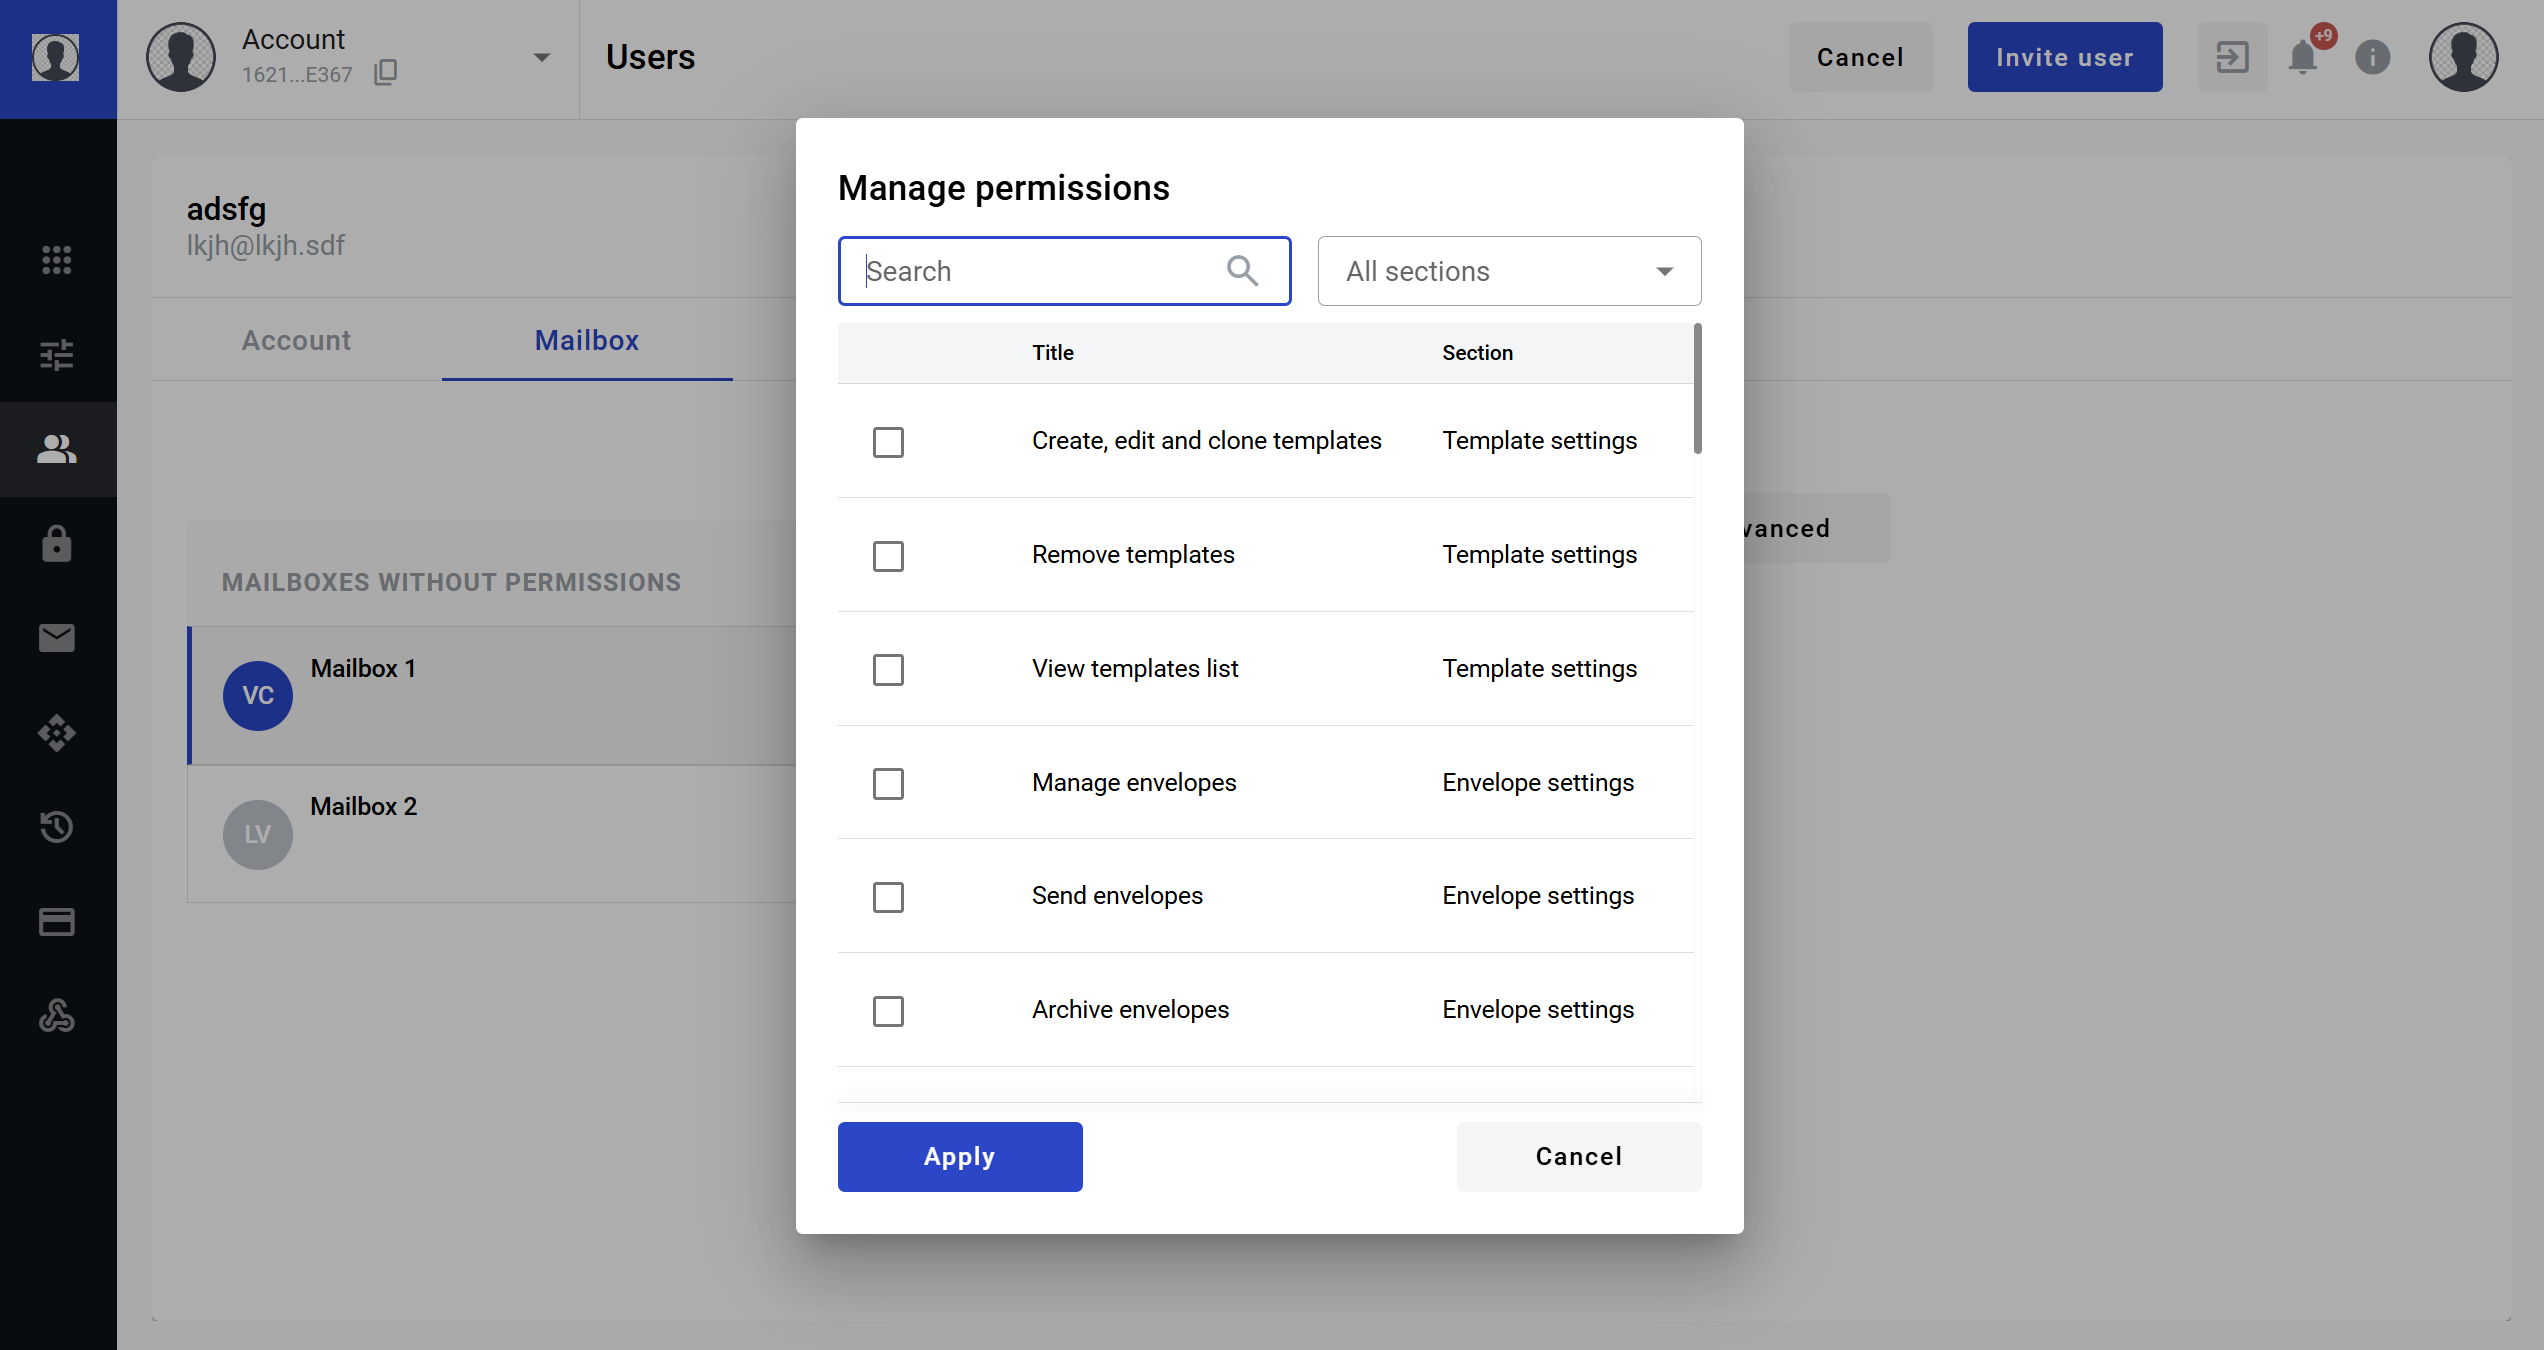 Account
1621...E367
Users
Cancel
Invite user
+9
adsfg
lkjh@lkjh.sdf
Account
Mailbox
MAILBOXES WITHOUT PERMISSIONS
VC
Mailbox 1
LV
Mailbox 2
vanced
Manage permissions
Search
All sections
Title
Section
Create, edit and clone templates
Template settings
Remove templates
Template settings
View templates list
Template settings
Manage envelopes
Envelope settings
Send envelopes
Envelope settings
Archive envelopes
Envelope settings
Apply
Cancel